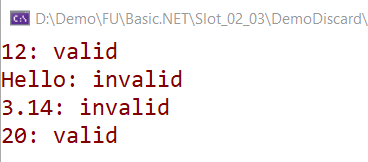 D:\Demo\FU\Basic.NET\Slot_02_03\DemoDiscard\
12: valid
Hello: invalid
3.14: invalid
20: valid